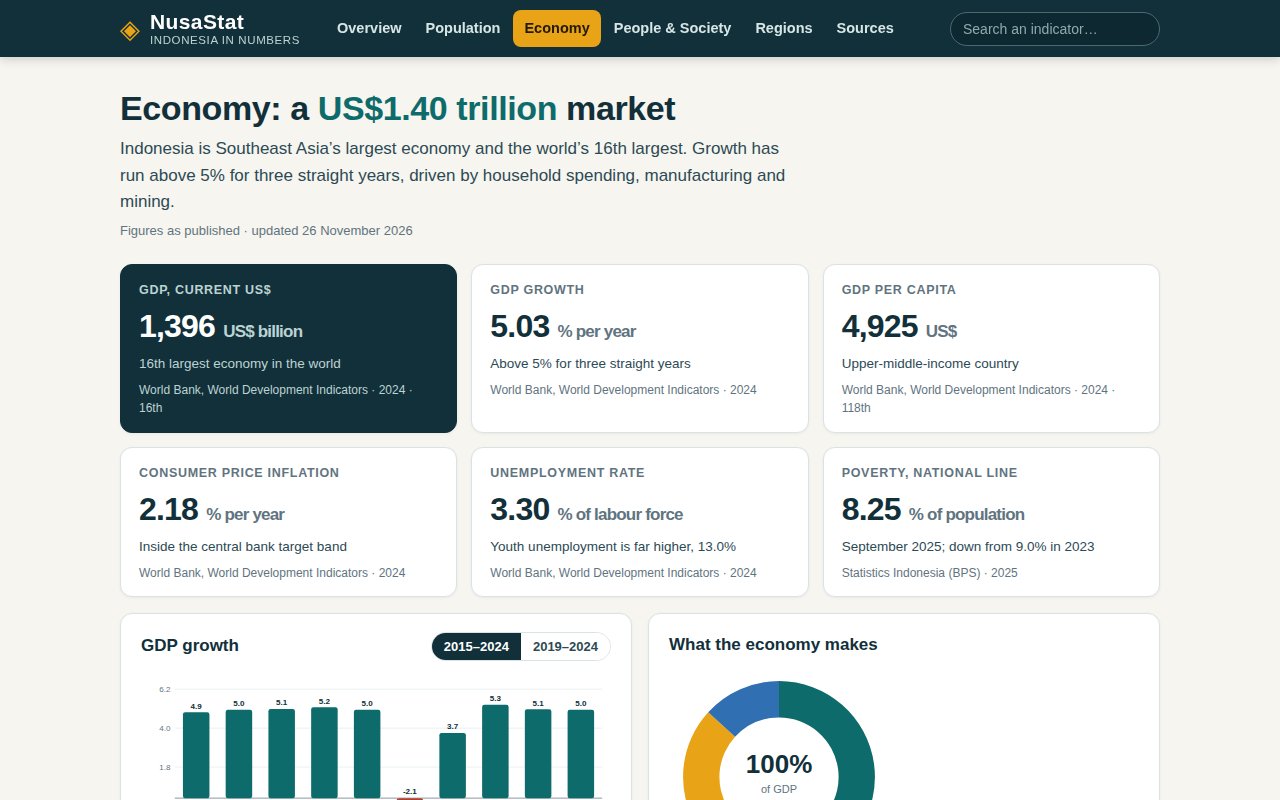 NusaStat
INDONESIA IN NUMBERS
Overview Population Economy People & Society Regions Sources
Search an indicator…
Economy: a US$1.40 trillion market
Indonesia is Southeast Asia’s largest economy and the world’s 16th largest. Growth has
run above 5% for three straight years, driven by household spending, manufacturing and
mining.
Figures as published · updated 26 November 2026
GDP, CURRENT US$
1,396 US$ billion
16th largest economy in the world
World Bank, World Development Indicators · 2024 ·
16th
GDP GROWTH
5.03 % per year
Above 5% for three straight years
World Bank, World Development Indicators · 2024
GDP PER CAPITA
4,925 US$
Upper-middle-income country
World Bank, World Development Indicators · 2024 ·
118th
CONSUMER PRICE INFLATION
2.18 % per year
Inside the central bank target band
World Bank, World Development Indicators · 2024
UNEMPLOYMENT RATE
3.30 % of labour force
Youth unemployment is far higher, 13.0%
World Bank, World Development Indicators · 2024
POVERTY, NATIONAL LINE
8.25 % of population
September 2025; down from 9.0% in 2023
Statistics Indonesia (BPS) · 2025
GDP growth
2015–2024 2019–2024
6.2
4.0
1.8
4.9 5.0 5.1 5.2 5.0 -2.1 3.7 5.3 5.1 5.0
What the economy makes
100%
of GDP